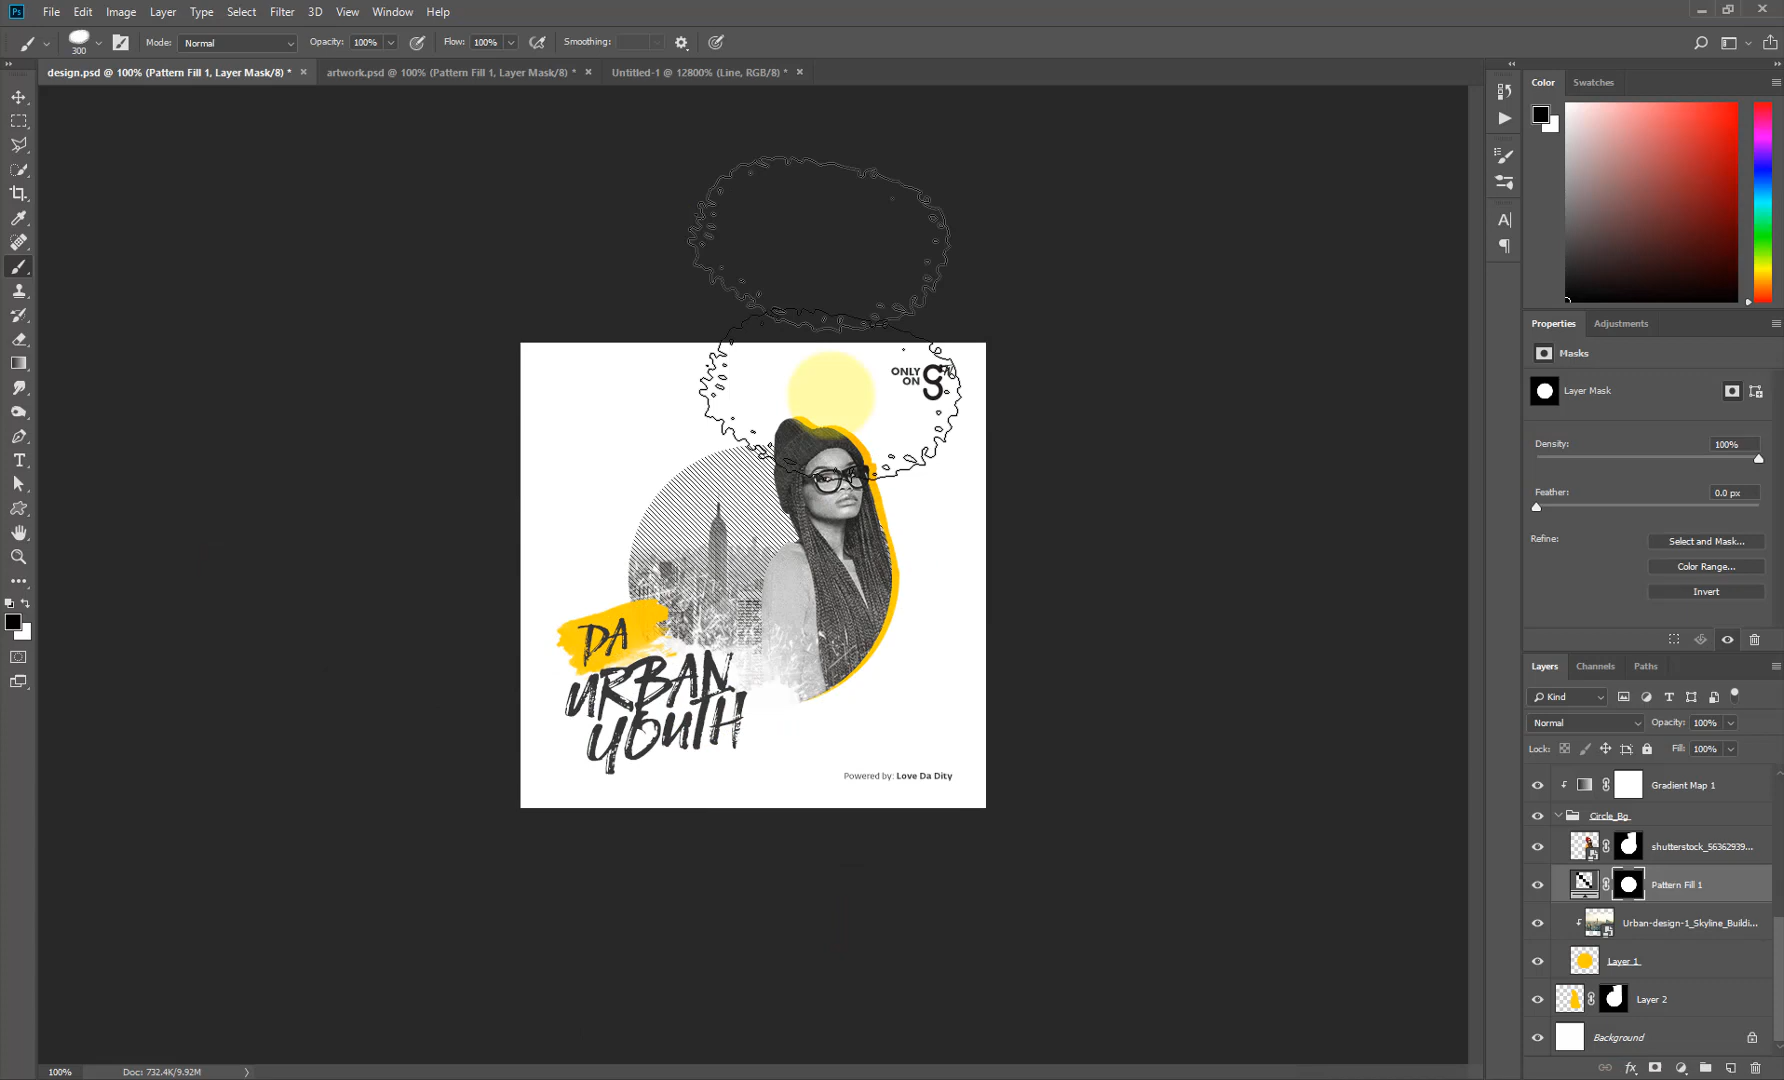 Ps File Edit Image Layer Type Select Filter 3D View Window Help
300 Mode: Normal Opacity: 100% Flow: 100% Smoothing:
design.psd @ 100% (Pattern Fill 1, Layer Mask/8) * artwork.psd @ 100% (Pattern Fill 1, Layer Mask/8) * Untitled-1 @ 12800% (Line, RGB/8) *
Color Swatches
Properties Adjustments
Masks
Layer Mask
Density: 100%
Feather: 0.0 px
Refine: Select and Mask...
Color Range...
Invert
Layers Channels Paths
Kind
Normal Opacity: 100%
Lock: Fill: 100%
Gradient Map 1
Circle_Bg
shutterstock_56362939...
Pattern Fill 1
Urban-design-1_Skyline_Buildi...
Layer 1
Layer 2
Background
ONLY
ON
DA
URBAN
YOUTH
Powered by: Love Da Dity
100% Doc: 732.4K/9.92M